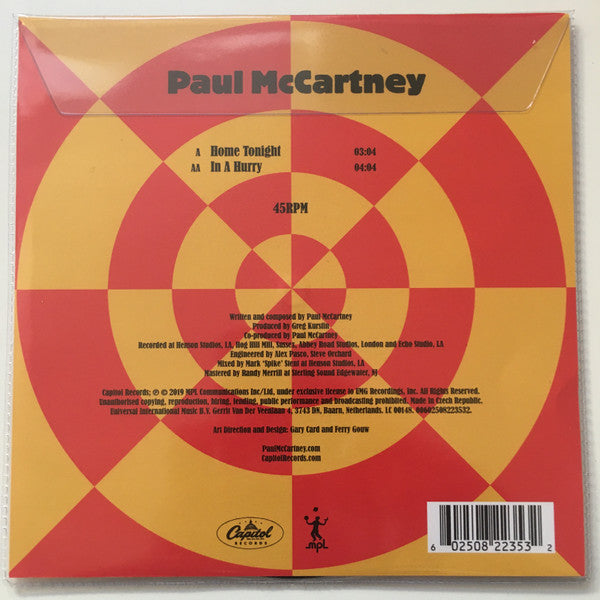 Paul McCartney
A Home Tonight 03:04
AA In A Hurry 04:04
45RPM
Written and composed by Paul McCartney
Produced by Greg Kurstin
Co-produced by Paul McCartney
Recorded at Henson Studios, LA, Hog Hill Mill, Sussex, Abbey Road Studios, London and Echo Studio, LA
Engineered by Alex Pasco, Steve Orchard
Mixed by Mark 'Spike' Stent at Henson Studios, LA
Mastered by Randy Merrill at Sterling Sound Edgewater, NJ
Capitol Records; ℗ © 2019 MPL Communications Inc/Ltd, under exclusive license to UMG Recordings, Inc. All Rights Reserved.
Unauthorised copying, reproduction, hiring, lending, public performance and broadcasting prohibited. Made in Czech Republic.
Universal International Music B.V. Gerrit Van Der Veenlaan 4, 3743 DN, Baarn, Netherlands. LC 00148. 00602508223532.
Art Direction and Design: Gary Card and Ferry Gouw
PaulMcCartney.com
CapitolRecords.com
Capitol
RECORDS
mpl
6 02508 22353 2